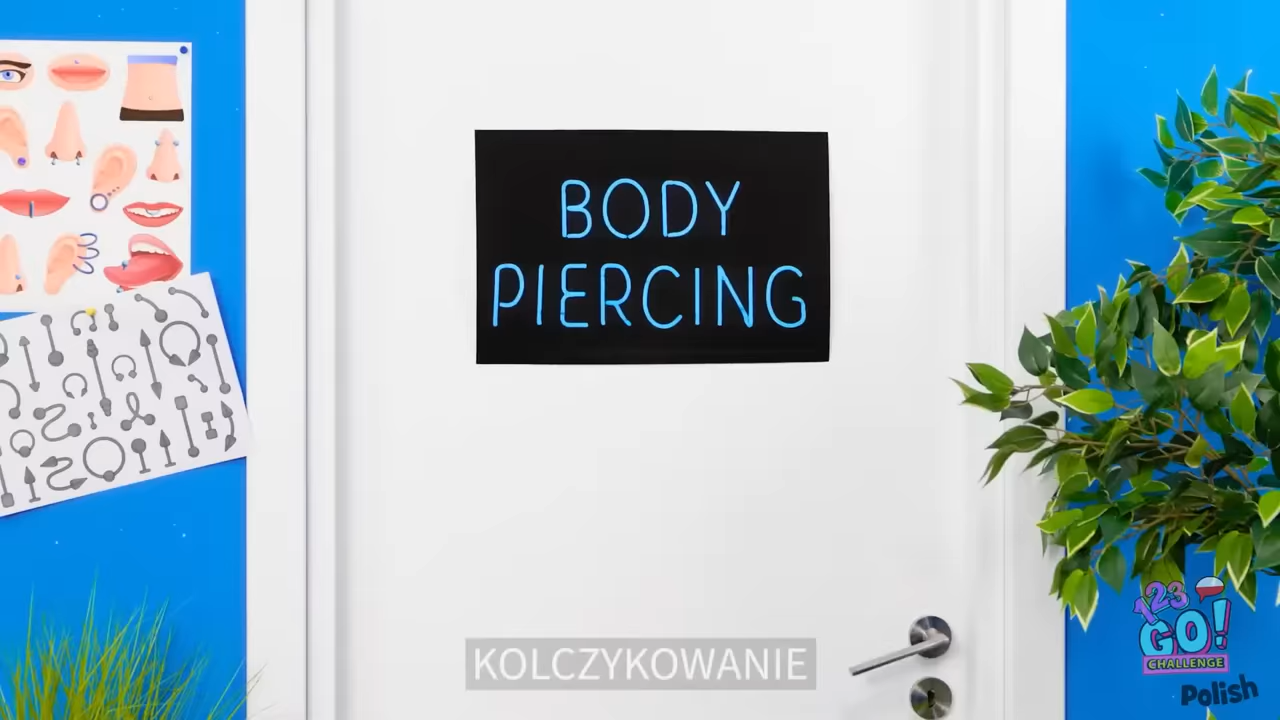 BODY
PIERCING
KOLCZYKOWANIE
123
GO!
CHALLENGE
Polish